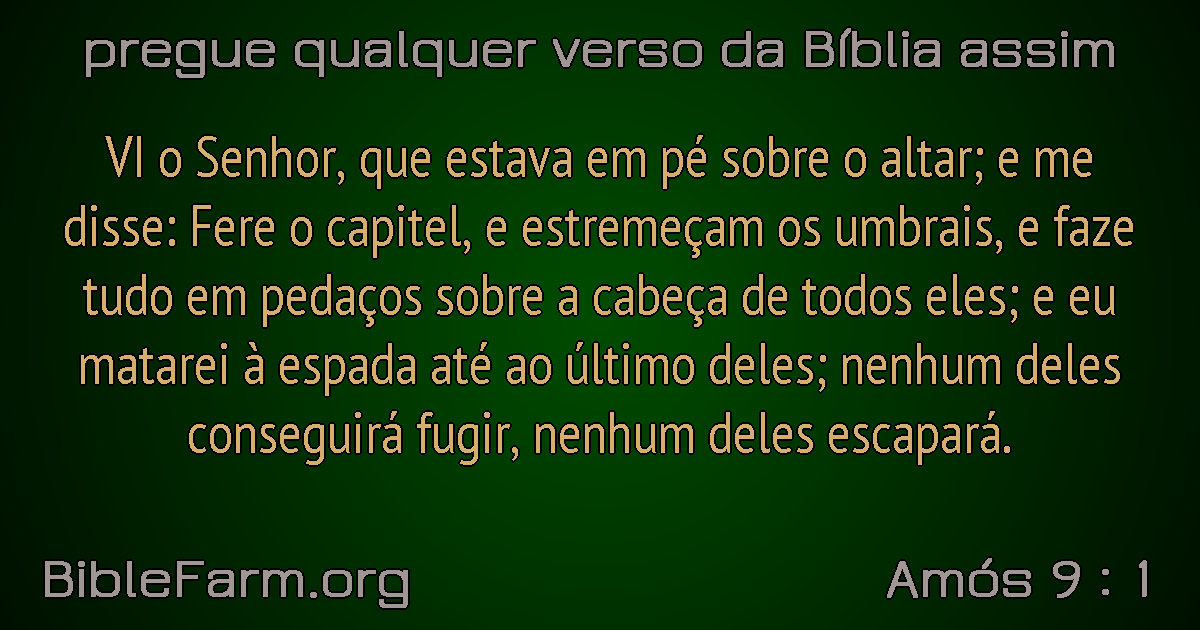 pregue qualquer verso da Bíblia assim
VI o Senhor, que estava em pé sobre o altar; e me
disse: Fere o capitel, e estremeçam os umbrais, e faze
tudo em pedaços sobre a cabeça de todos eles; e eu
matarei à espada até ao último deles; nenhum deles
conseguirá fugir, nenhum deles escapará.
BibleFarm.org
Amós 9 : 1